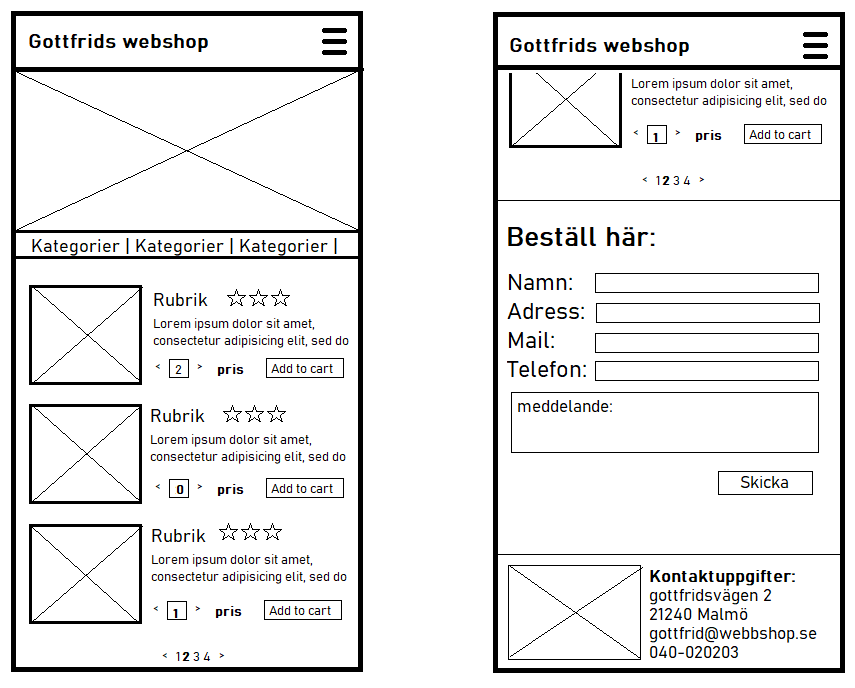 Gottfrids webshop
Kategorier | Kategorier | Kategorier |
Rubrik
Lorem ipsum dolor sit amet,
consectetur adipisicing elit, sed do
< 2 > pris Add to cart
Rubrik
Lorem ipsum dolor sit amet,
consectetur adipisicing elit, sed do
< 0 > pris Add to cart
Rubrik
Lorem ipsum dolor sit amet,
consectetur adipisicing elit, sed do
< 1 > pris Add to cart
< 1 2 3 4 >
Gottfrids webshop
Lorem ipsum dolor sit amet,
consectetur adipisicing elit, sed do
< 1 > pris Add to cart
< 1 2 3 4 >
Beställ här:
Namn:
Adress:
Mail:
Telefon:
meddelande:
Skicka
Kontaktuppgifter:
gottfridsvägen 2
21240 Malmö
gottfrid@webbshop.se
040-020203